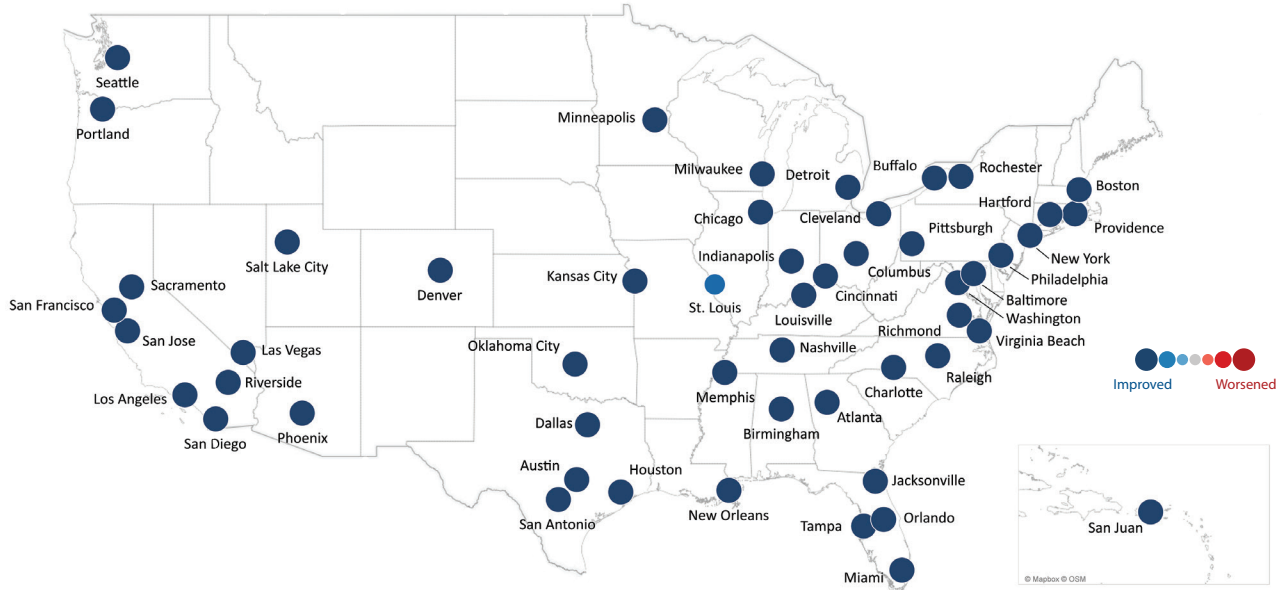 Seattle
Portland
Minneapolis
Milwaukee
Detroit
Buffalo
Rochester
Boston
Hartford
Providence
Chicago
Cleveland
Pittsburgh
New York
Indianapolis
Columbus
Philadelphia
Salt Lake City
Denver
Kansas City
St. Louis
Cincinnati
Louisville
Baltimore
Washington
Sacramento
San Francisco
San Jose
Richmond
Virginia Beach
Las Vegas
Oklahoma City
Nashville
Raleigh
Riverside
Los Angeles
Memphis
Charlotte
San Diego
Phoenix
Dallas
Birmingham
Atlanta
Improved
Worsened
Austin
Houston
San Antonio
New Orleans
Jacksonville
Tampa
Orlando
Miami
San Juan
© Mapbox © OSM